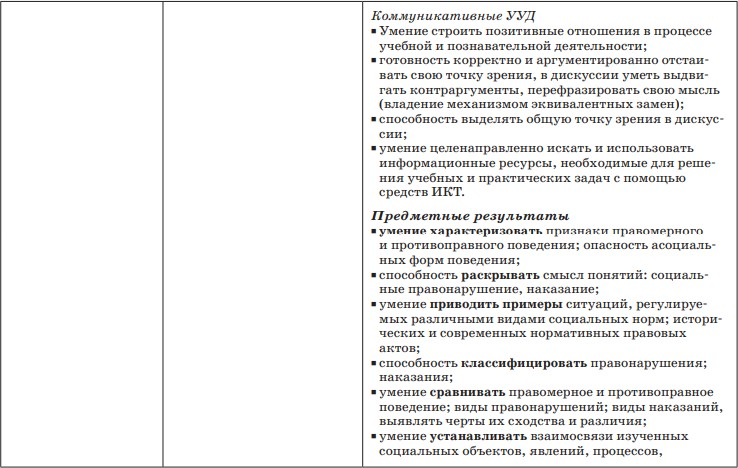 Коммуникативные УУД
▪ Умение строить позитивные отношения в процессе
учебной и познавательной деятельности;
▪ готовность корректно и аргументированно отстаи-
вать свою точку зрения, в дискуссии уметь выдви-
гать контраргументы, перефразировать свою мысль
(владение механизмом эквивалентных замен);
▪ способность выделять общую точку зрения в дискус-
сии;
▪ умение целенаправленно искать и использовать
информационные ресурсы, необходимые для реше-
ния учебных и практических задач с помощью
средств ИКТ.
Предметные результаты
▪ умение характеризовать признаки правомерного
и противоправного поведения; опасность асоциаль-
ных форм поведения;
▪ способность раскрывать смысл понятий: социаль-
ные правонарушение, наказание;
▪ умение приводить примеры ситуаций, регулируе-
мых различными видами социальных норм; истори-
ческих и современных нормативных правовых
актов;
▪ способность классифицировать правонарушения;
наказания;
▪ умение сравнивать правомерное и противоправное
поведение; виды правонарушений; виды наказаний,
выявлять черты их сходства и различия;
▪ умение устанавливать взаимосвязи изученных
социальных объектов, явлений, процессов,